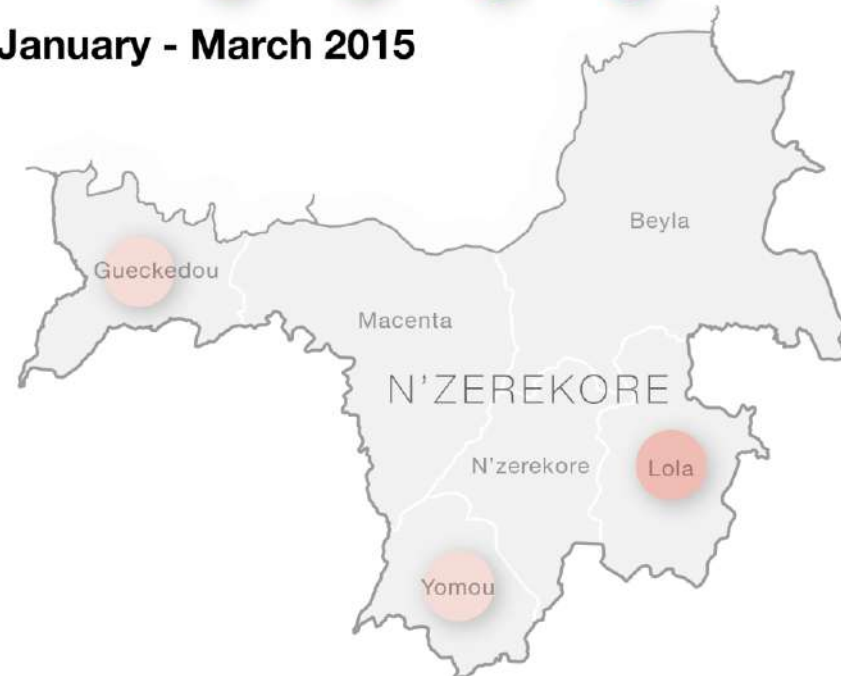 January - March 2015
Beyla
Gueckedou
Macenta
N'ZEREKORE
N'zerekore
Lola
Yomou